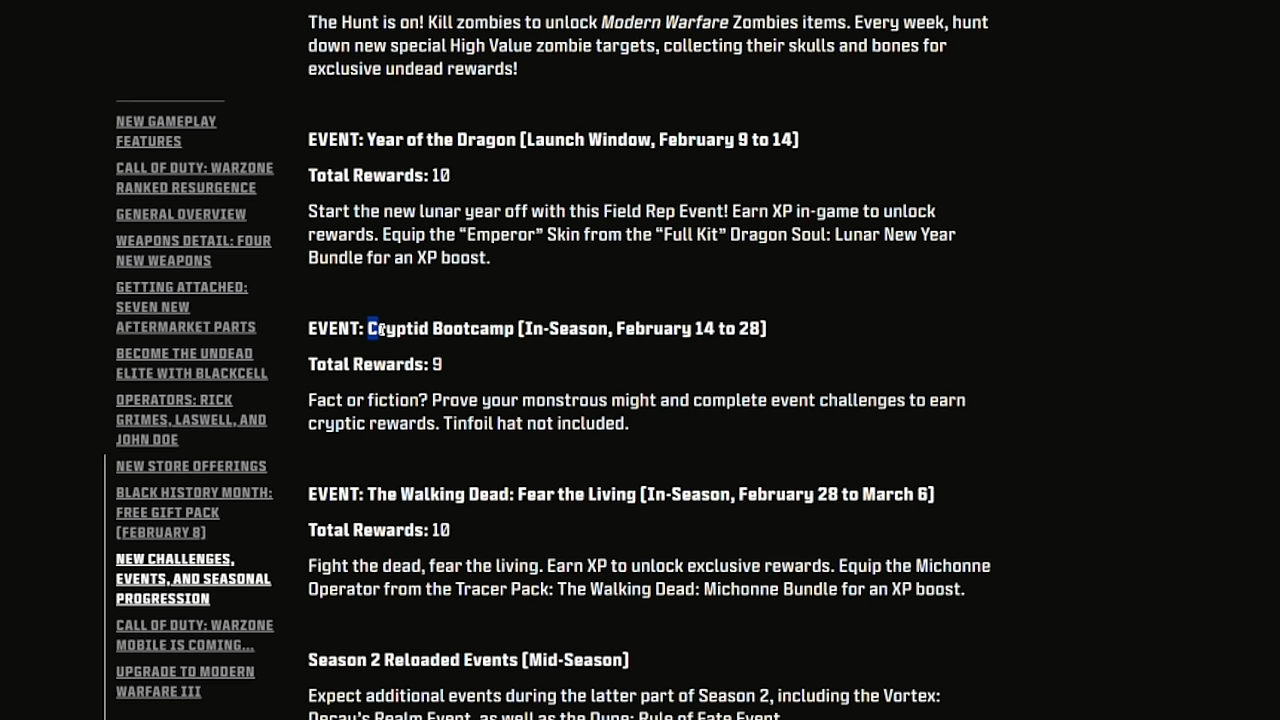 The Hunt is on! Kill zombies to unlock Modern Warfare Zombies items. Every week, hunt
down new special High Value zombie targets, collecting their skulls and bones for
exclusive undead rewards!
EVENT: Year of the Dragon (Launch Window, February 9 to 14)
Total Rewards: 10
Start the new lunar year off with this Field Rep Event! Earn XP in-game to unlock
rewards. Equip the “Emperor” Skin from the “Full Kit” Dragon Soul: Lunar New Year
Bundle for an XP boost.
EVENT: Cryptid Bootcamp (In-Season, February 14 to 28)
Total Rewards: 9
Fact or fiction? Prove your monstrous might and complete event challenges to earn
cryptic rewards. Tinfoil hat not included.
EVENT: The Walking Dead: Fear the Living (In-Season, February 28 to March 6)
Total Rewards: 10
Fight the dead, fear the living. Earn XP to unlock exclusive rewards. Equip the Michonne
Operator from the Tracer Pack: The Walking Dead: Michonne Bundle for an XP boost.
Season 2 Reloaded Events (Mid-Season)
Expect additional events during the latter part of Season 2, including the Vortex:
Decay's Realm Event, as well as the Dune: Rule of Fate Event.
NEW GAMEPLAY
FEATURES
CALL OF DUTY: WARZONE
RANKED RESURGENCE
GENERAL OVERVIEW
WEAPONS DETAIL: FOUR
NEW WEAPONS
GETTING ATTACHED:
SEVEN NEW
AFTERMARKET PARTS
BECOME THE UNDEAD
ELITE WITH BLACKCELL
OPERATORS: RICK
GRIMES, LASWELL, AND
JOHN DOE
NEW STORE OFFERINGS
BLACK HISTORY MONTH:
FREE GIFT PACK
(FEBRUARY 8)
NEW CHALLENGES,
EVENTS, AND SEASONAL
PROGRESSION
CALL OF DUTY: WARZONE
MOBILE IS COMING...
UPGRADE TO MODERN
WARFARE III